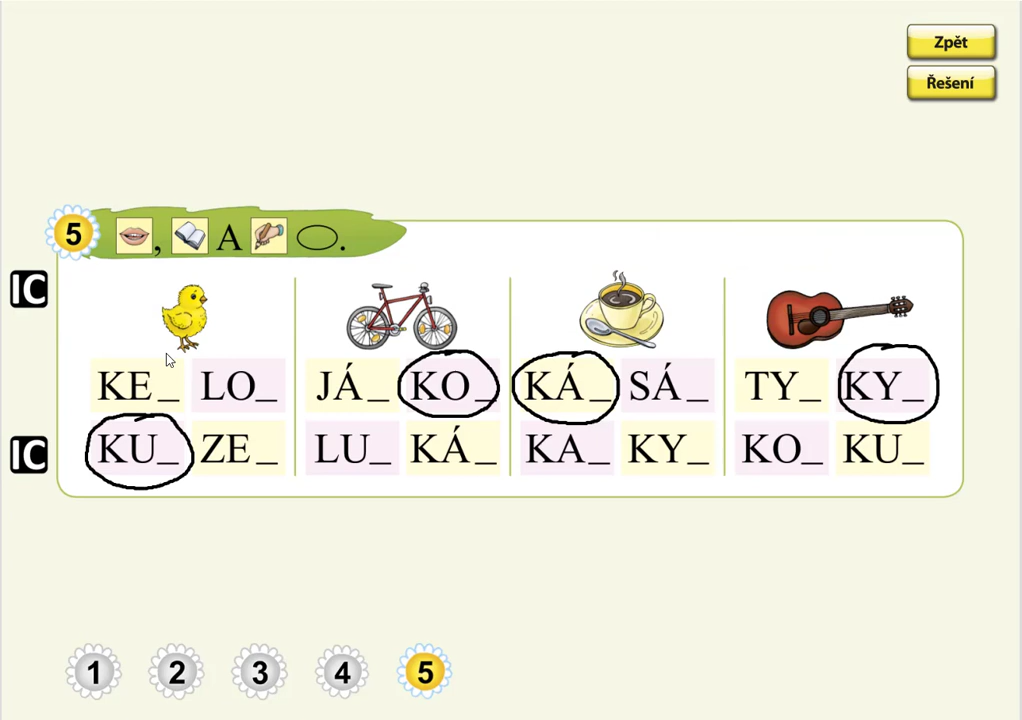 Zpět
Řešení
5 , A .
IC
KE_ LO_ JÁ_ KO_ KÁ_ SÁ_ TY_ KY_
KU_ ZE_ LU_ KÁ_ KA_ KY_ KO_ KU_
IC
1 2 3 4 5